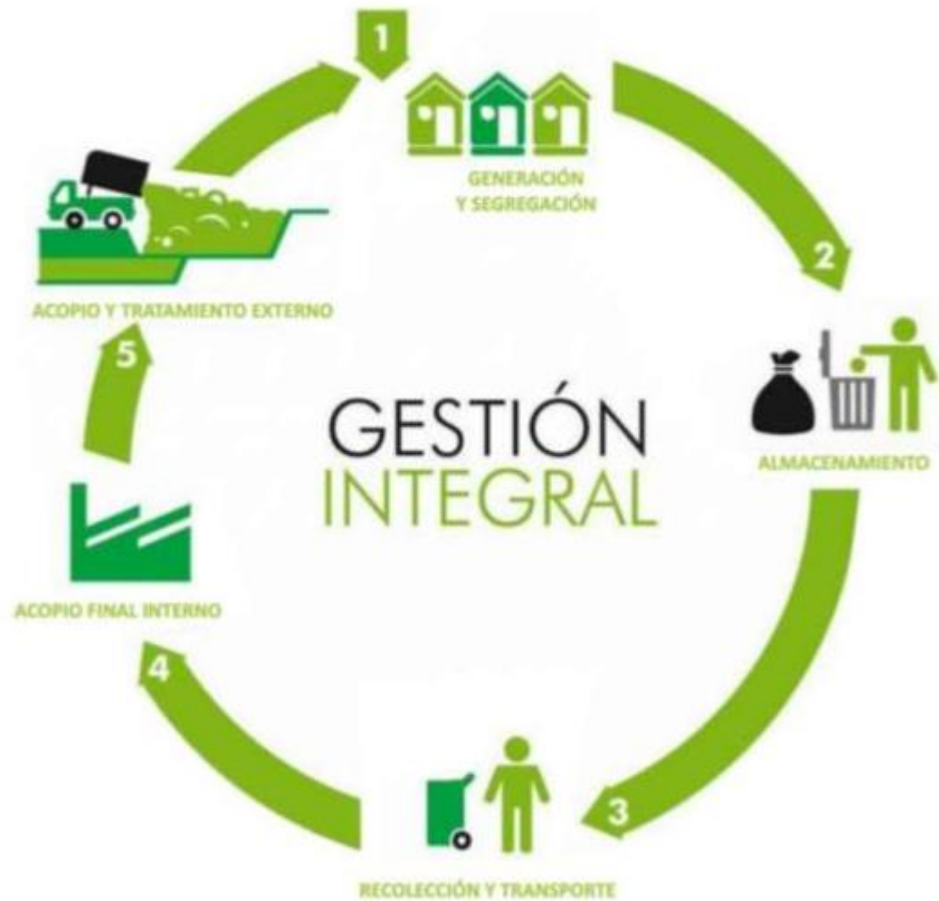 1
GENERACIÓN
Y SEGREGACIÓN
2
ALMACENAMIENTO
3
RECOLECCIÓN Y TRANSPORTE
4
ACOPIO FINAL INTERNO
5
ACOPIO Y TRATAMIENTO EXTERNO
GESTIÓN
INTEGRAL